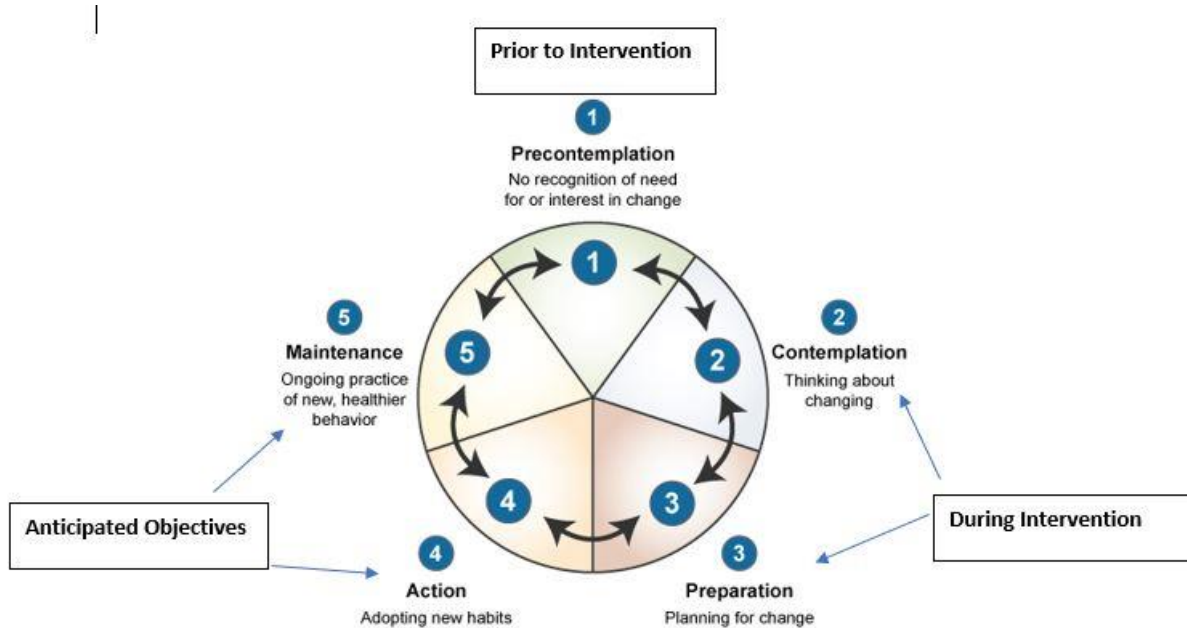 Prior to Intervention
1
Precontemplation
No recognition of need
for or interest in change
1
5
Maintenance
Ongoing practice
of new, healthier
behavior
5
2
2
Contemplation
Thinking about
changing
4
3
Anticipated Objectives
During Intervention
4
Action
Adopting new habits
3
Preparation
Planning for change